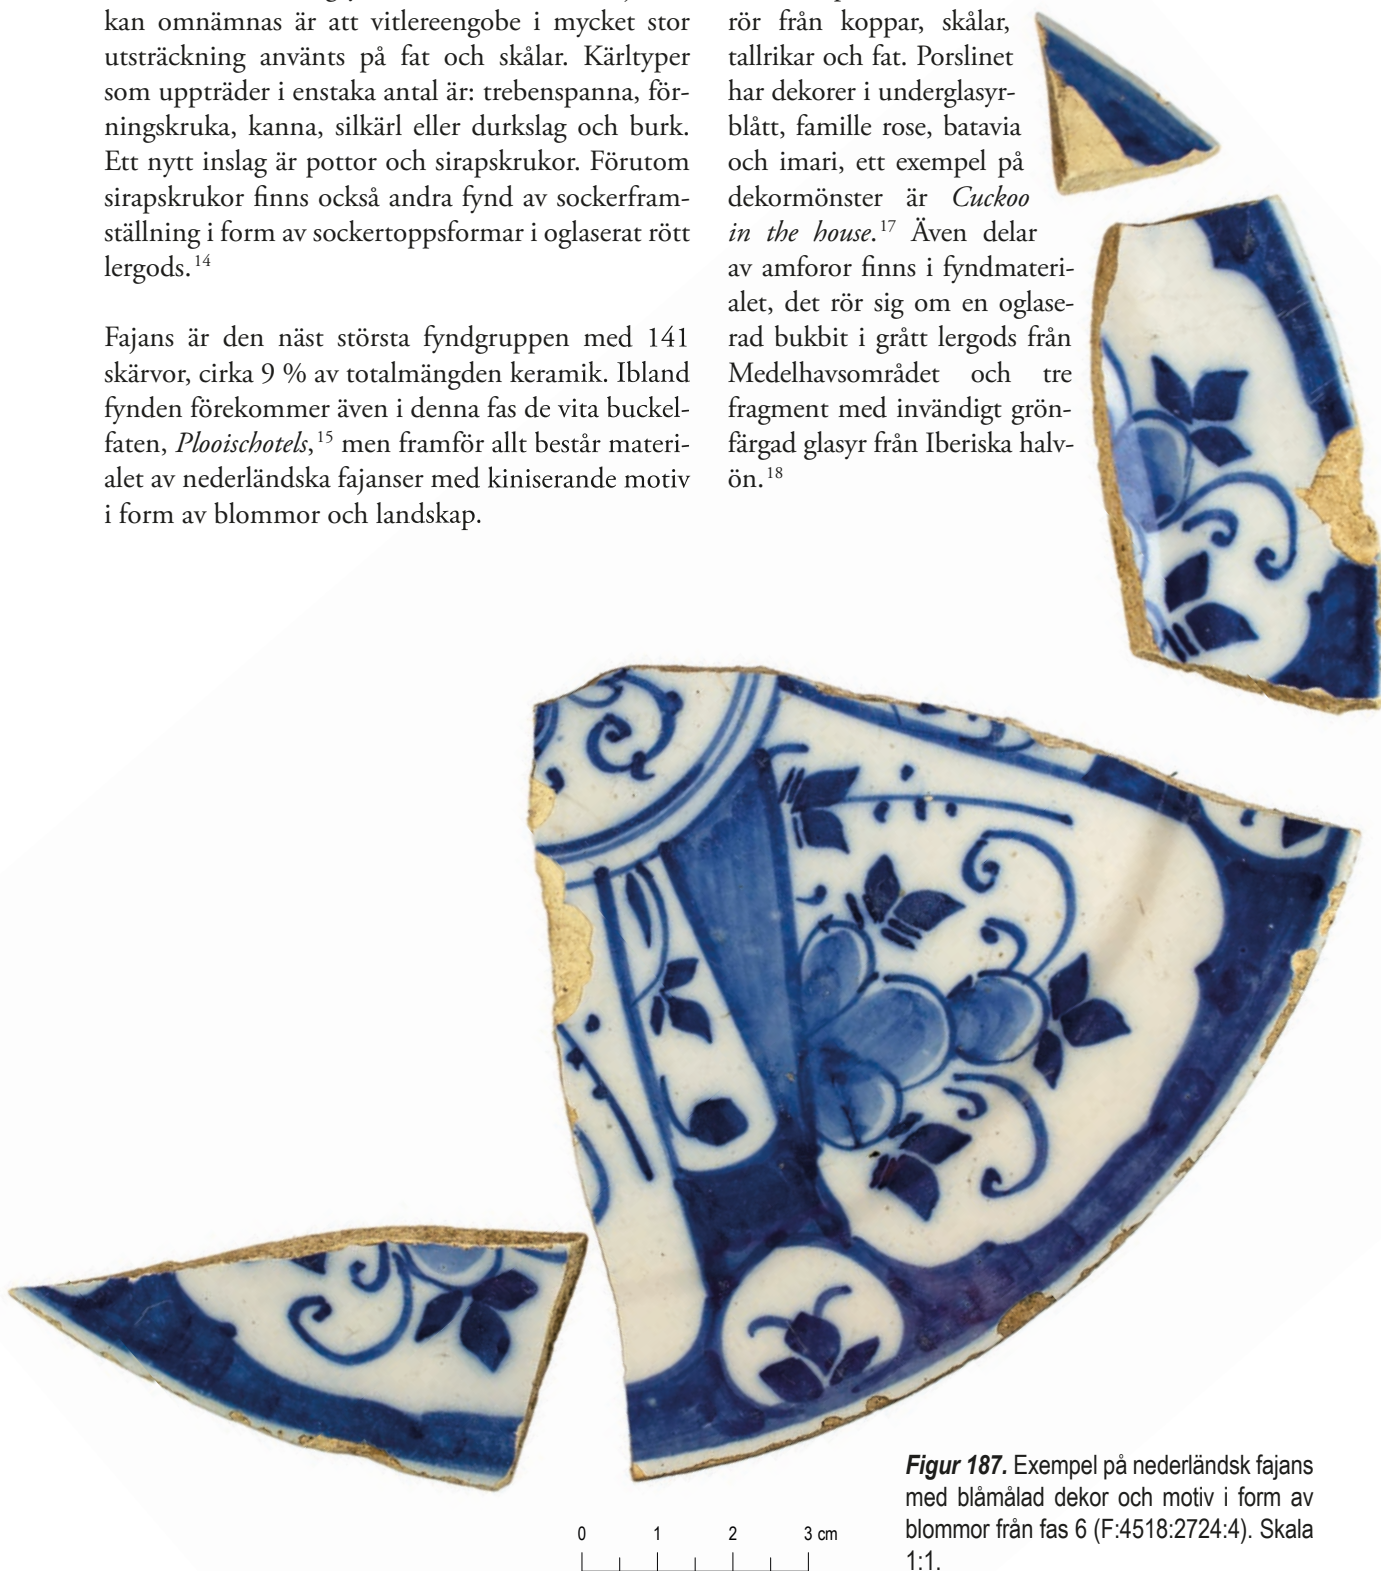 kan omnämnas är att vitlereengobe i mycket stor
utsträckning använts på fat och skålar. Kärltyper
som uppträder i enstaka antal är: trebenspanna, för-
ningskruka, kanna, silkärl eller durkslag och burk.
Ett nytt inslag är pottor och sirapskrukor. Förutom
sirapskrukor finns också andra fynd av sockerfram-
ställning i form av sockertoppsformar i oglaserat rött
lergods.14
Fajans är den näst största fyndgruppen med 141
skärvor, cirka 9 % av totalmängden keramik. Ibland
fynden förekommer även i denna fas de vita buckel-
faten, Plooischotels,15 men framför allt består materi-
alet av nederländska fajanser med kiniserande motiv
i form av blommor och landskap.
rör från koppar, skålar,
tallrikar och fat. Porslinet
har dekorer i underglasyr-
blått, famille rose, batavia
och imari, ett exempel på
dekormönster är Cuckoo
in the house.17 Även delar
av amforor finns i fyndmateri-
alet, det rör sig om en oglase-
rad bukbit i grått lergods från
Medelhavsområdet och tre
fragment med invändigt grön-
färgad glasyr från Iberiska halv-
ön.18
Figur 187. Exempel på nederländsk fajans
med blåmålad dekor och motiv i form av
blommor från fas 6 (F:4518:2724:4). Skala
1:1.
0 1 2 3 cm